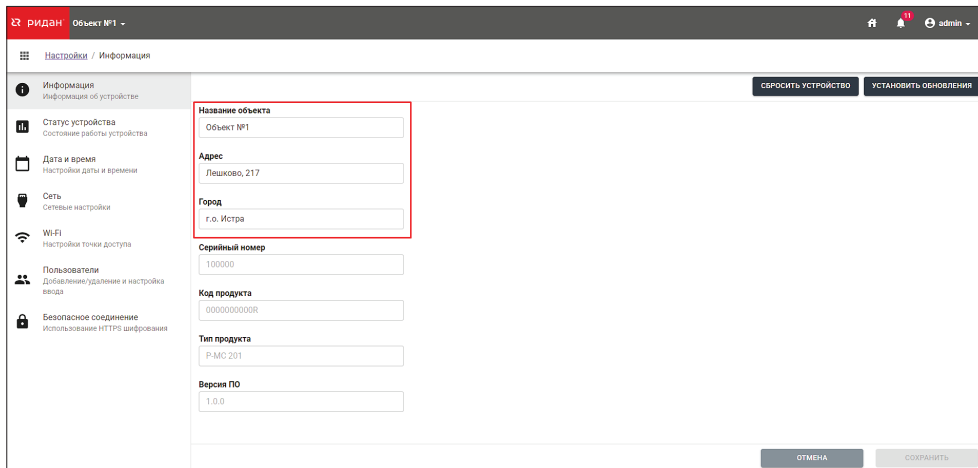 ридан Объект №1
11
admin
Настройки / Информация
Информация
Информация об устройстве
Статус устройства
Состояние работы устройства
Дата и время
Настройки даты и времени
Сеть
Сетевые настройки
Wi-Fi
Настройки точки доступа
Пользователи
Добавление/удаление и настройка
ввода
Безопасное соединение
Использование HTTPS шифрования
СБРОСИТЬ УСТРОЙСТВО
УСТАНОВИТЬ ОБНОВЛЕНИЯ
Название объекта
Объект №1
Адрес
Лешково, 217
Город
г.о. Истра
Серийный номер
100000
Код продукта
0000000000R
Тип продукта
Р-МС 201
Версия ПО
1.0.0
ОТМЕНА
СОХРАНИТЬ